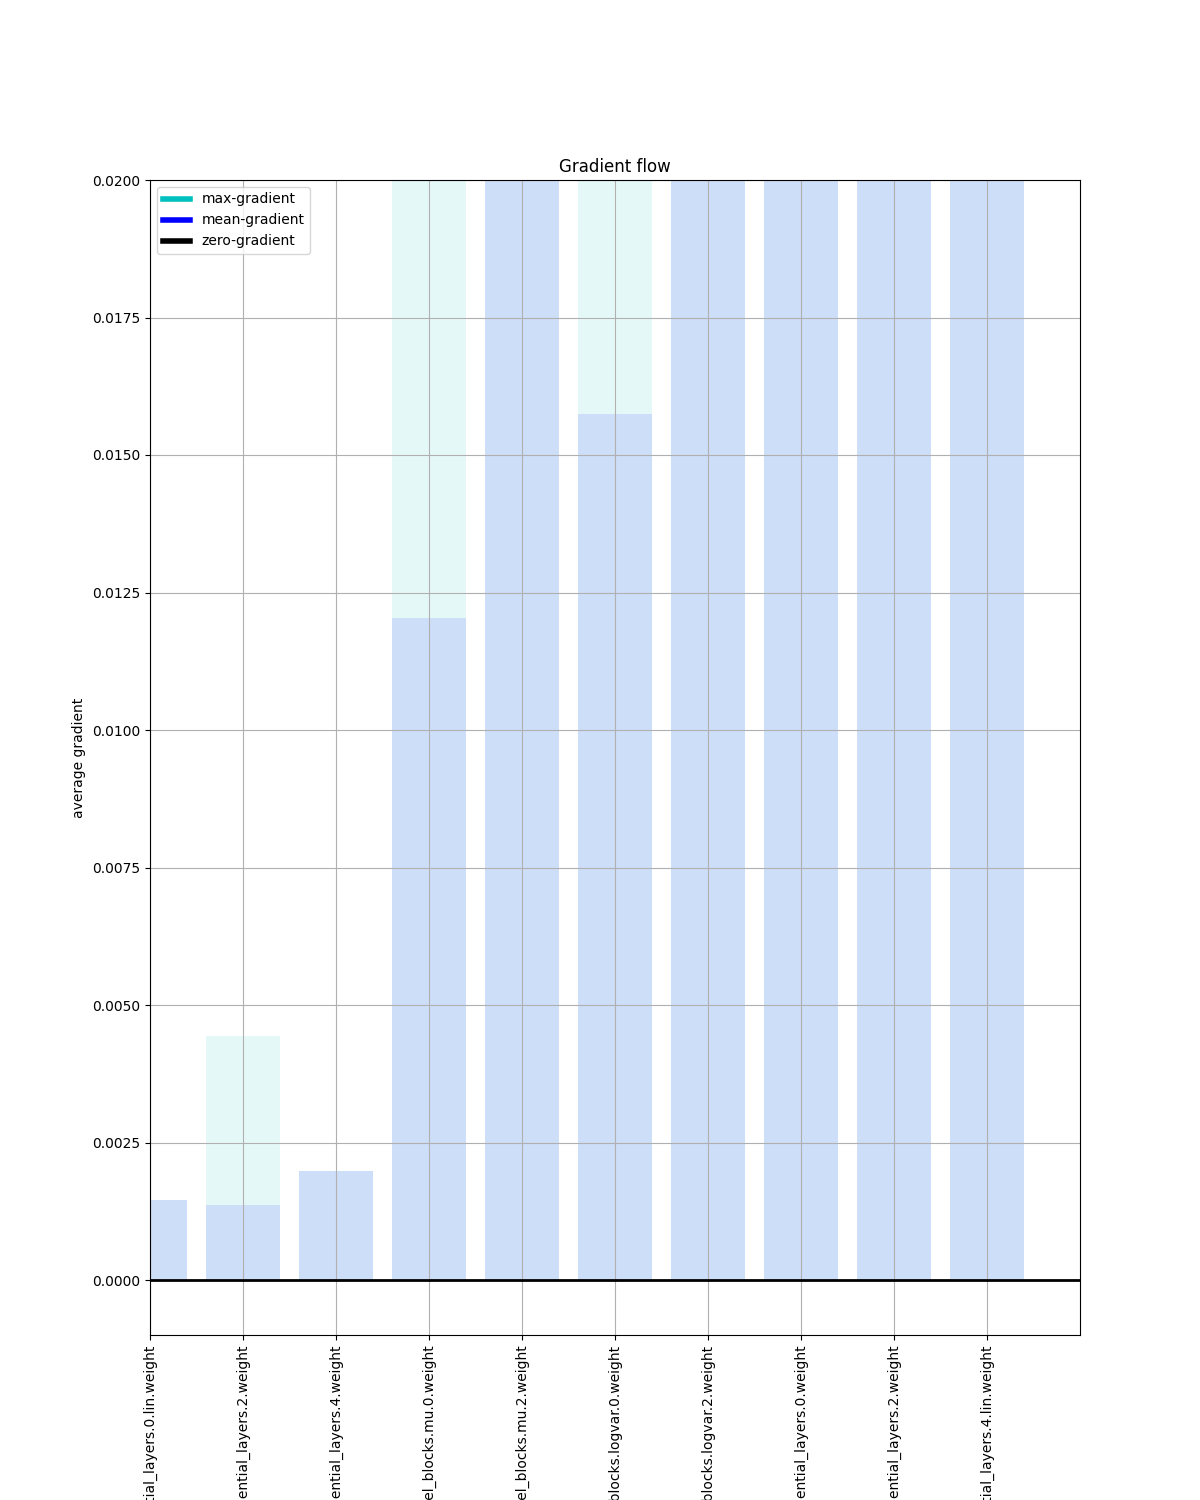 Gradient flow
max-gradient
mean-gradient
zero-gradient
0.0200
0.0175
0.0150
0.0125
0.0100
0.0075
0.0050
0.0025
0.0000
average gradient
tial_layers.0.lin.weight
ential_layers.2.weight
ential_layers.4.weight
el_blocks.mu.0.weight
el_blocks.mu.2.weight
blocks.logvar.0.weight
blocks.logvar.2.weight
ential_layers.0.weight
ential_layers.2.weight
tial_layers.4.lin.weight